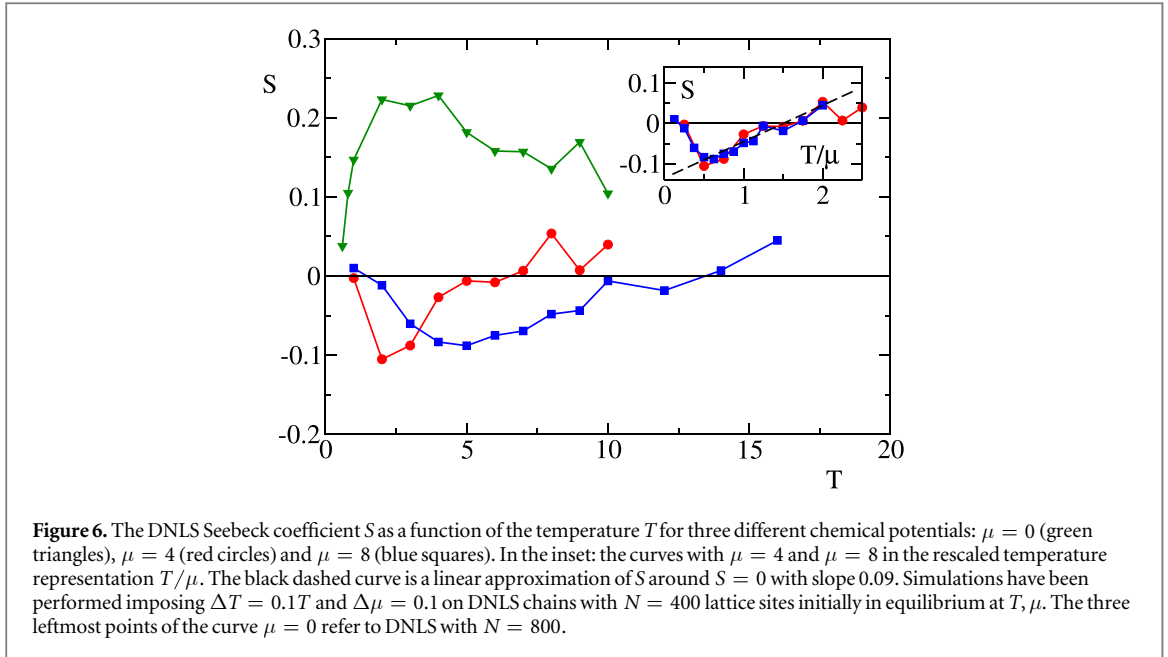 0.3
S
0.2
0.1
0
-0.1
-0.2
0
5
10
15
20
T
0.1
S
0
-0.1
T/μ
0
1
2
Figure 6. The DNLS Seebeck coefficient S as a function of the temperature T for three different chemical potentials: μ = 0 (green
triangles), μ = 4 (red circles) and μ = 8 (blue squares). In the inset: the curves with μ = 4 and μ = 8 in the rescaled temperature
representation T/μ. The black dashed curve is a linear approximation of S around S = 0 with slope 0.09. Simulations have been
performed imposing ΔT = 0.1T and Δμ = 0.1 on DNLS chains with N = 400 lattice sites initially in equilibrium at T, μ. The three
leftmost points of the curve μ = 0 refer to DNLS with N = 800.